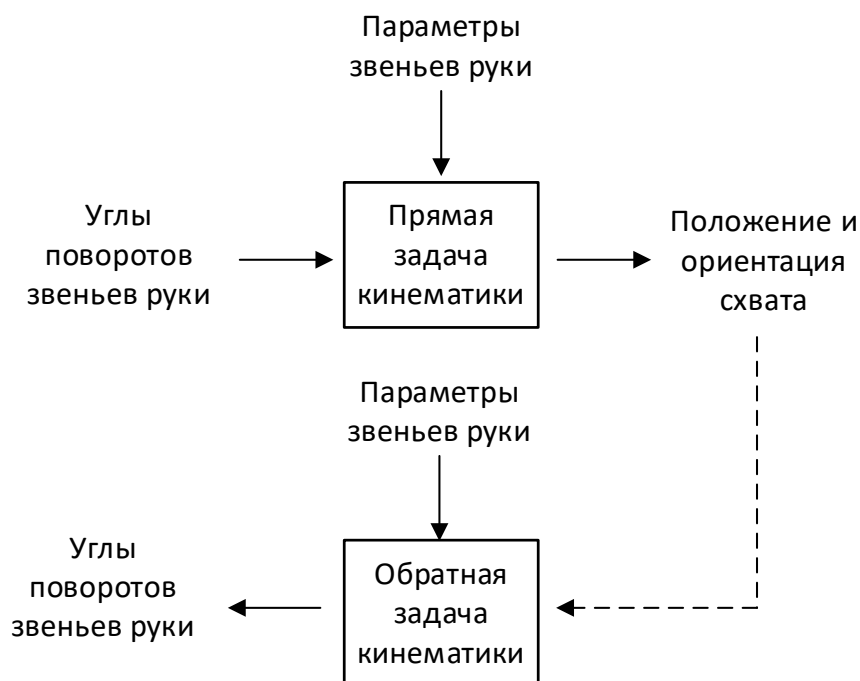 Параметры
звеньев руки
Углы
поворотов
звеньев руки
Прямая
задача
кинематики
Положение и
ориентация
схвата
Параметры
звеньев руки
Углы
поворотов
звеньев руки
Обратная
задача
кинематики